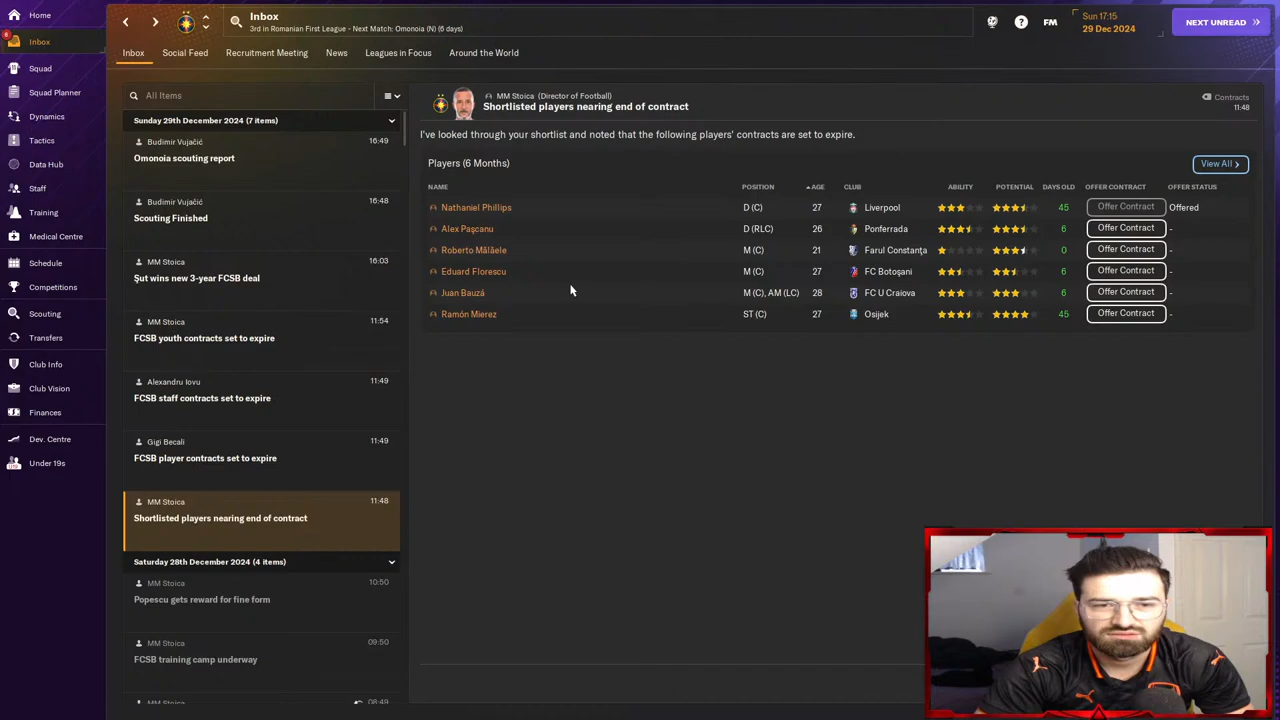 Home
6
Inbox
Squad
Squad Planner
Dynamics
Tactics
Data Hub
Staff
Training
Medical Centre
Schedule
Competitions
Scouting
Transfers
Club Info
Club Vision
Finances
Dev. Centre
Under 19s
Inbox
3rd in Romanian First League - Next Match: Omonoia (N) (6 days)
FM
Sun 17:15
29 Dec 2024
NEXT UNREAD
Inbox Social Feed Recruitment Meeting News Leagues in Focus Around the World
All Items
Sunday 29th December 2024 (7 items)
Budimir Vujačić 16:49
Omonoia scouting report
Budimir Vujačić 16:48
Scouting Finished
MM Stoica 16:03
Șut wins new 3-year FCSB deal
MM Stoica 11:54
FCSB youth contracts set to expire
Alexandru Iovu 11:49
FCSB staff contracts set to expire
Gigi Becali 11:49
FCSB player contracts set to expire
MM Stoica 11:48
Shortlisted players nearing end of contract
Saturday 28th December 2024 (4 items)
MM Stoica 10:50
Popescu gets reward for fine form
MM Stoica 09:50
FCSB training camp underway
MM Stoica 08:49
MM Stoica (Director of Football)
Shortlisted players nearing end of contract
Contracts
11:48
I've looked through your shortlist and noted that the following players' contracts are set to expire.
Players (6 Months) View All
NAME POSITION AGE CLUB ABILITY POTENTIAL DAYS OLD OFFER CONTRACT OFFER STATUS
Nathaniel Phillips D (C) 27 Liverpool 45 Offer Contract Offered
Alex Pașcanu D (RLC) 26 Ponferrada 6 Offer Contract -
Roberto Mălăele M (C) 21 Farul Constanța 0 Offer Contract -
Eduard Florescu M (C) 27 FC Botoșani 6 Offer Contract -
Juan Bauzá M (C), AM (LC) 28 FC U Craiova 6 Offer Contract -
Ramón Mierez ST (C) 27 Osijek 45 Offer Contract -